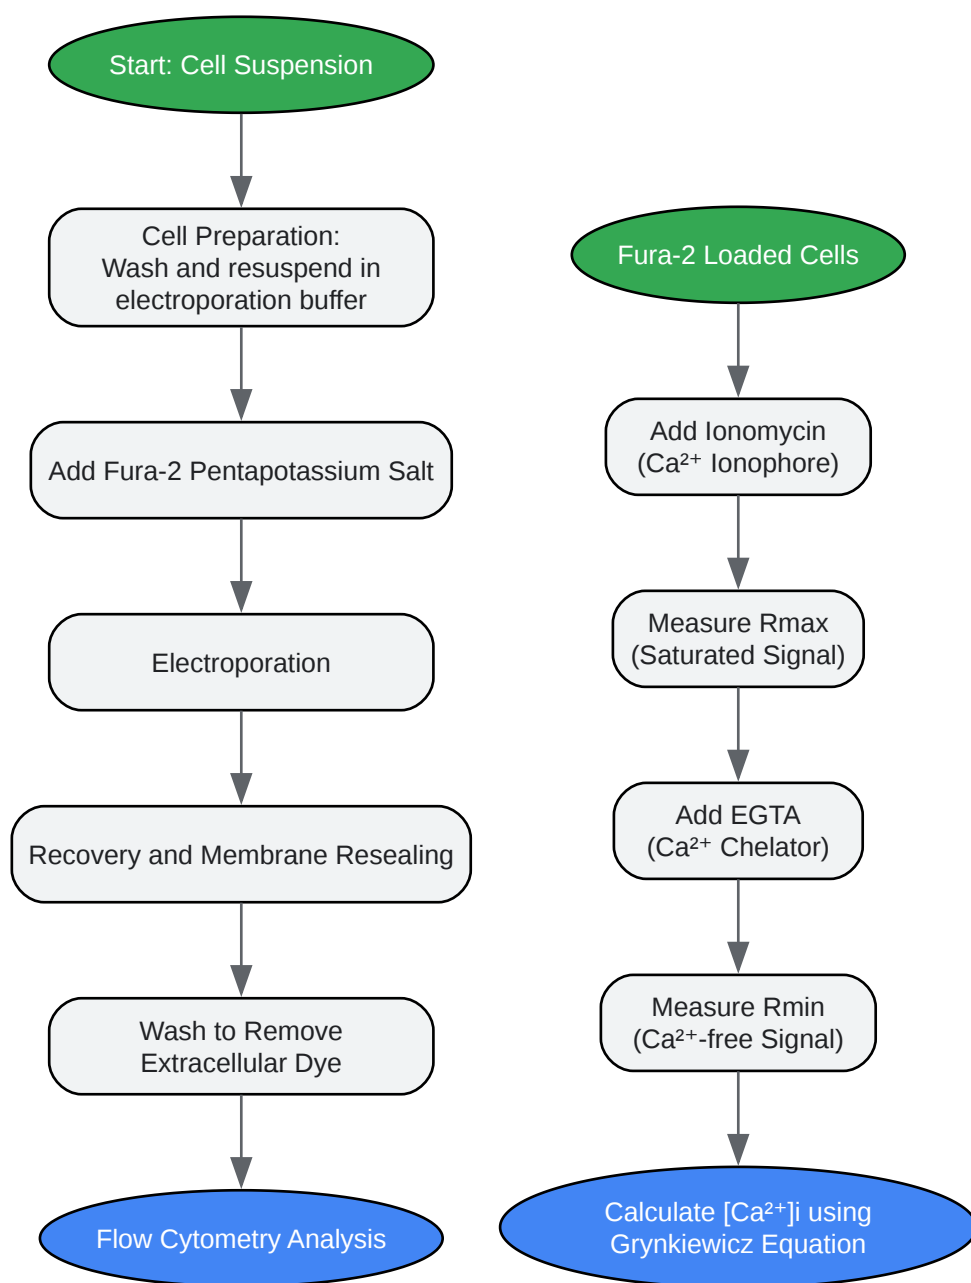 Start: Cell Suspension
Cell Preparation:
Wash and resuspend in
electroporation buffer
Add Fura-2 Pentapotassium Salt
Electroporation
Recovery and Membrane Resealing
Wash to Remove
Extracellular Dye
Flow Cytometry Analysis
Fura-2 Loaded Cells
Add Ionomycin
(Ca²⁺ Ionophore)
Measure Rmax
(Saturated Signal)
Add EGTA
(Ca²⁺ Chelator)
Measure Rmin
(Ca²⁺-free Signal)
Calculate [Ca²⁺]i using
Grynkiewicz Equation